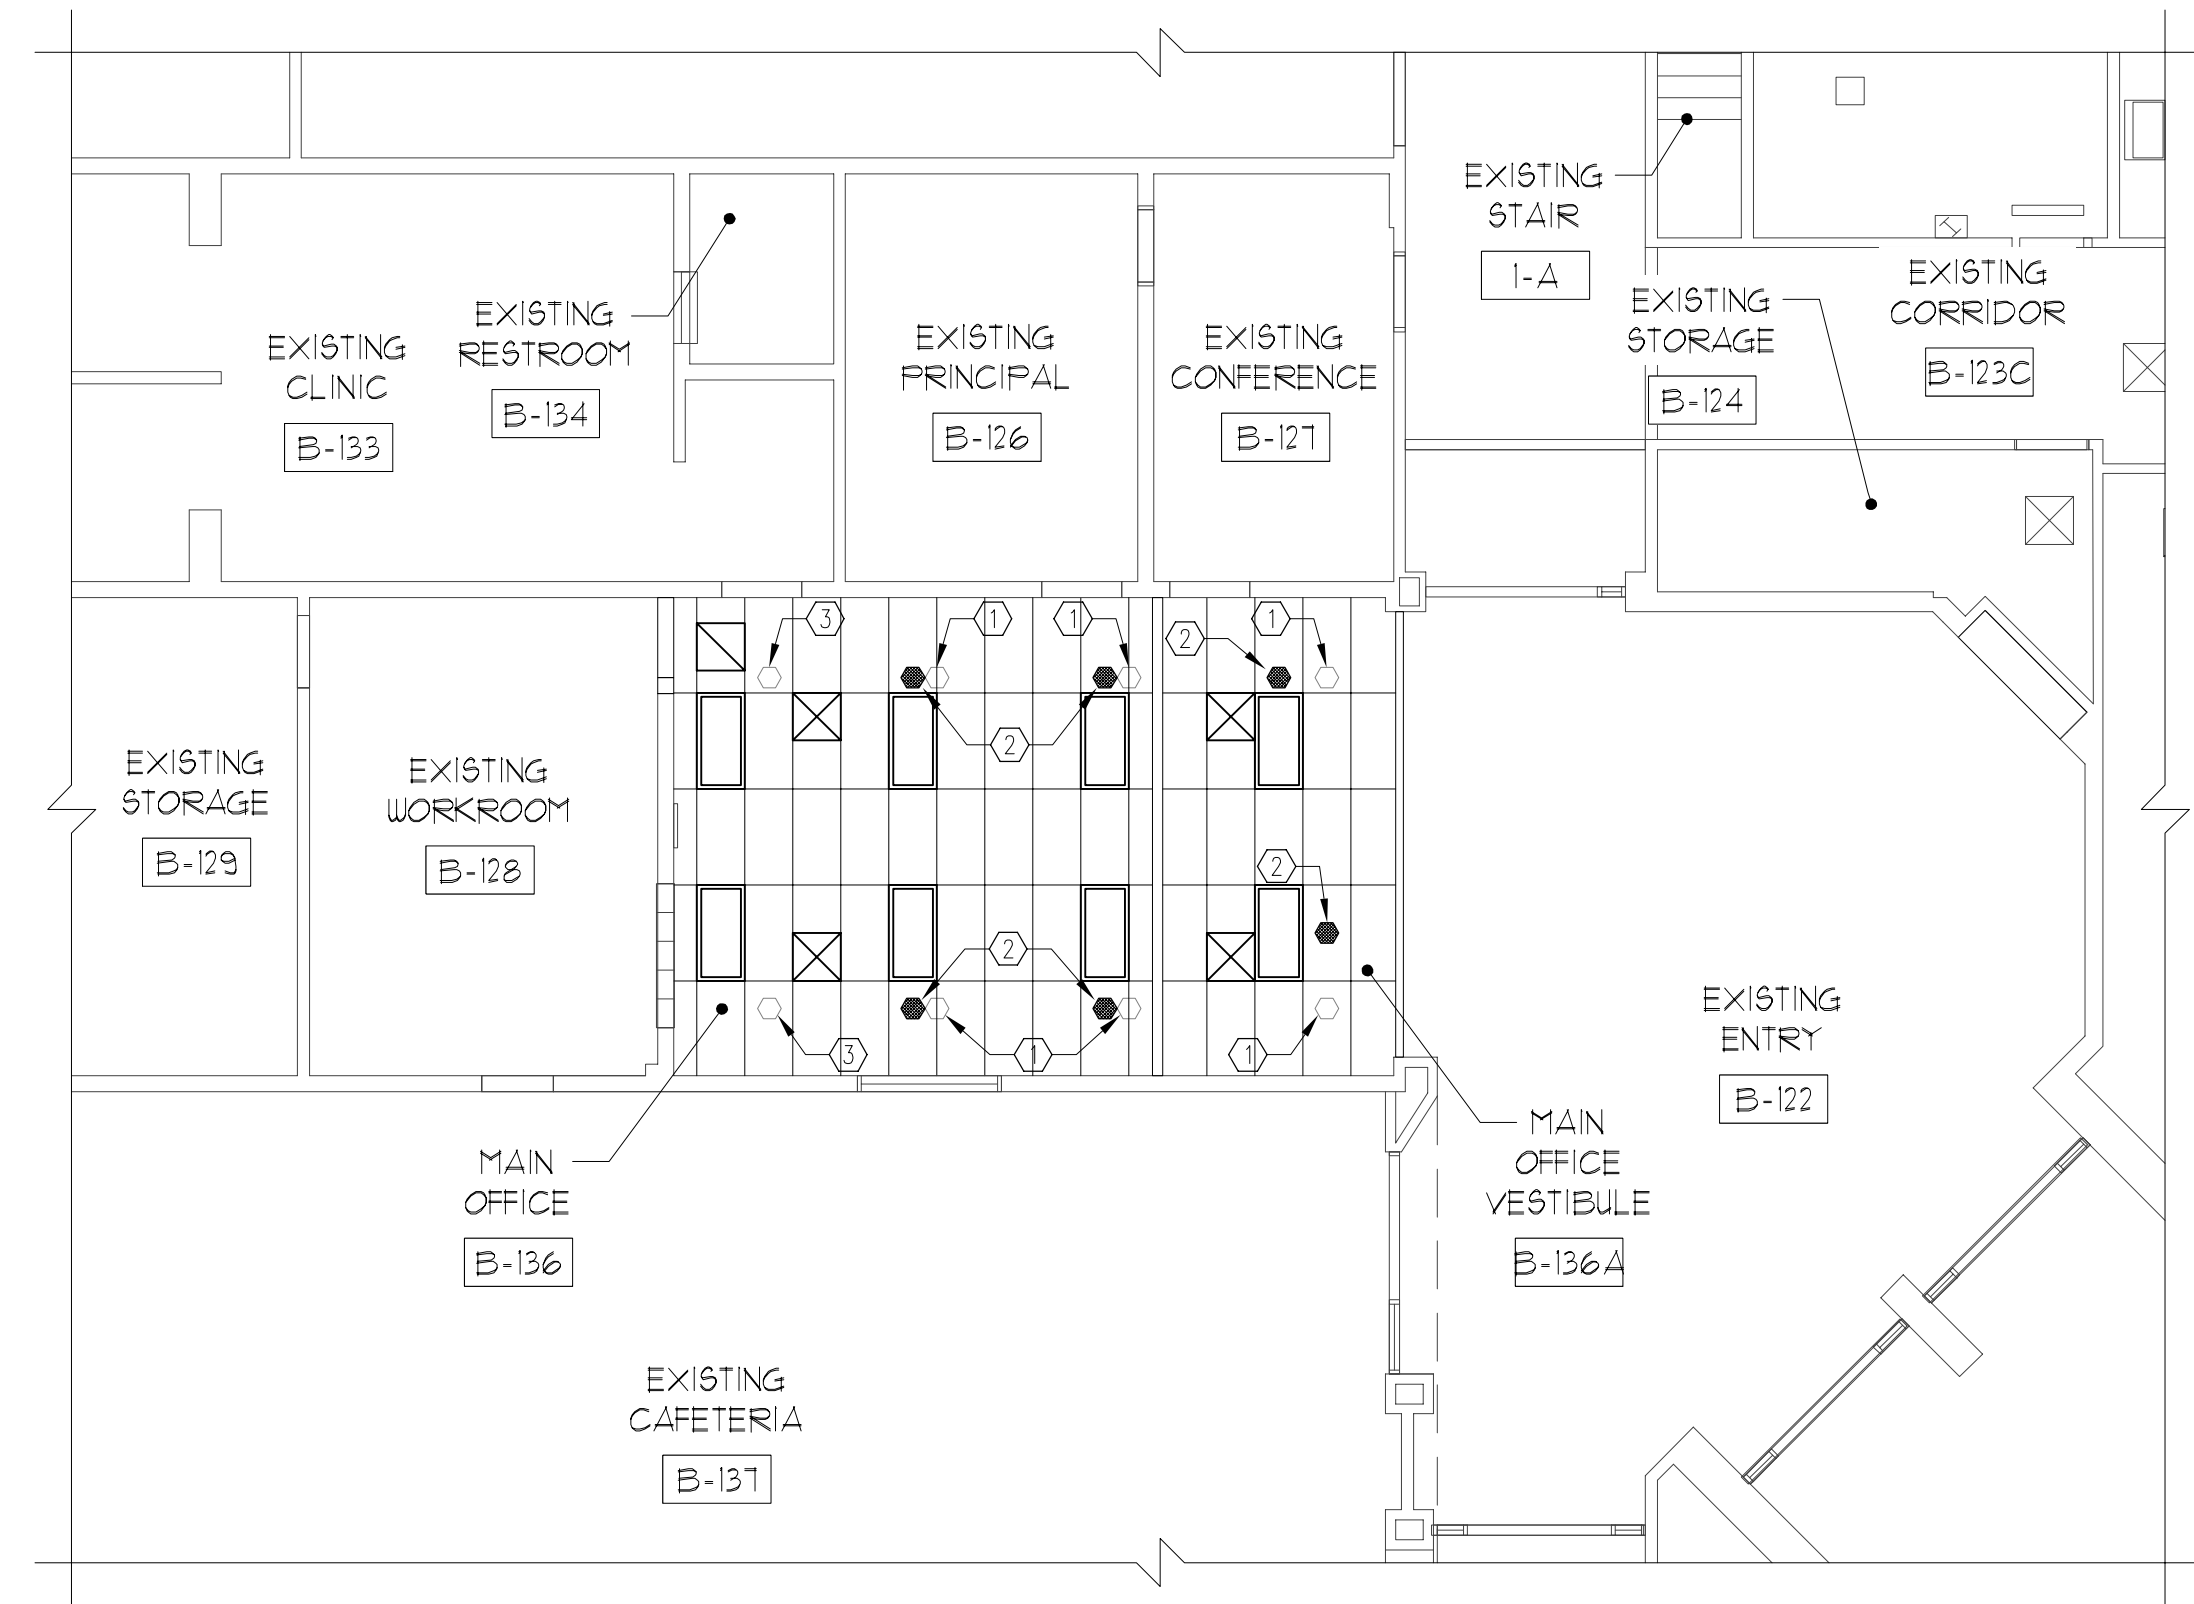 EXISTING
STAIR
1-A
EXISTING
CORRIDOR
B-123C
EXISTING
STORAGE
B-124
EXISTING
RESTROOM
B-134
EXISTING
CLINIC
B-133
EXISTING
PRINCIPAL
B-126
EXISTING
CONFERENCE
B-127
3
1
1
1
2
2
EXISTING
STORAGE
B-129
EXISTING
WORKROOM
B-128
2
2
3
1
1
EXISTING
ENTRY
B-122
MAIN
OFFICE
B-136
MAIN
OFFICE
VESTIBULE
B-136A
EXISTING
CAFETERIA
B-137